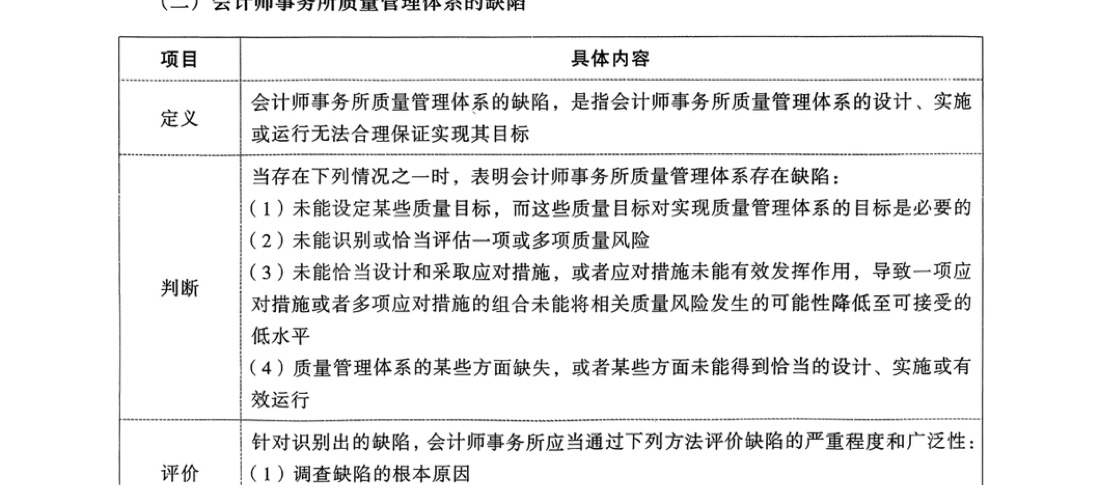 （二）会计师事务所质量管理体系的缺陷
项目
具体内容
定义
会计师事务所质量管理体系的缺陷，是指会计师事务所质量管理体系的设计、实施
或运行无法合理保证实现其目标
判断
当存在下列情况之一时，表明会计师事务所质量管理体系存在缺陷：
（1）未能设定某些质量目标，而这些质量目标对实现质量管理体系的目标是必要的
（2）未能识别或恰当评估一项或多项质量风险
（3）未能恰当设计和采取应对措施，或者应对措施未能有效发挥作用，导致一项应
对措施或者多项应对措施的组合未能将相关质量风险发生的可能性降低至可接受的
低水平
（4）质量管理体系的某些方面缺失，或者某些方面未能得到恰当的设计、实施或有
效运行
评价
针对识别出的缺陷，会计师事务所应当通过下列方法评价缺陷的严重程度和广泛性：
（1）调查缺陷的根本原因